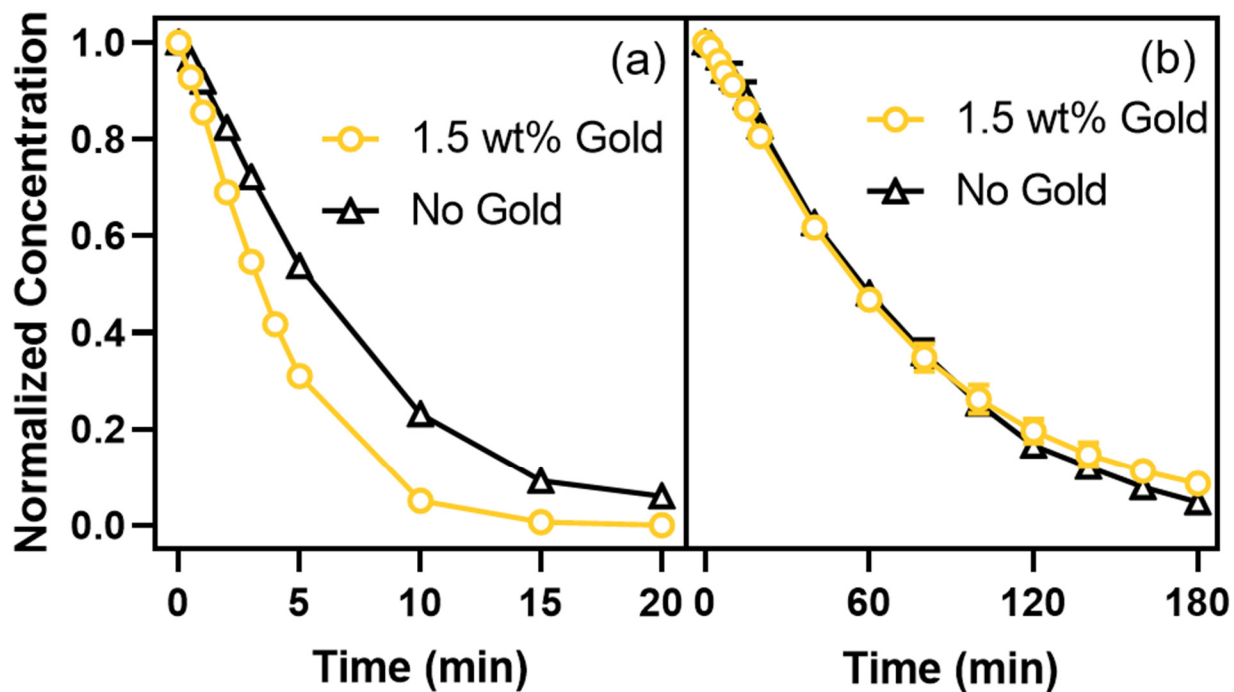 Normalized Concentration
1.0
0.8
0.6
0.4
0.2
0.0
(a)
1.5 wt% Gold
No Gold
0 5 10 15 20
Time (min)
(b)
1.5 wt% Gold
No Gold
0 60 120 180
Time (min)